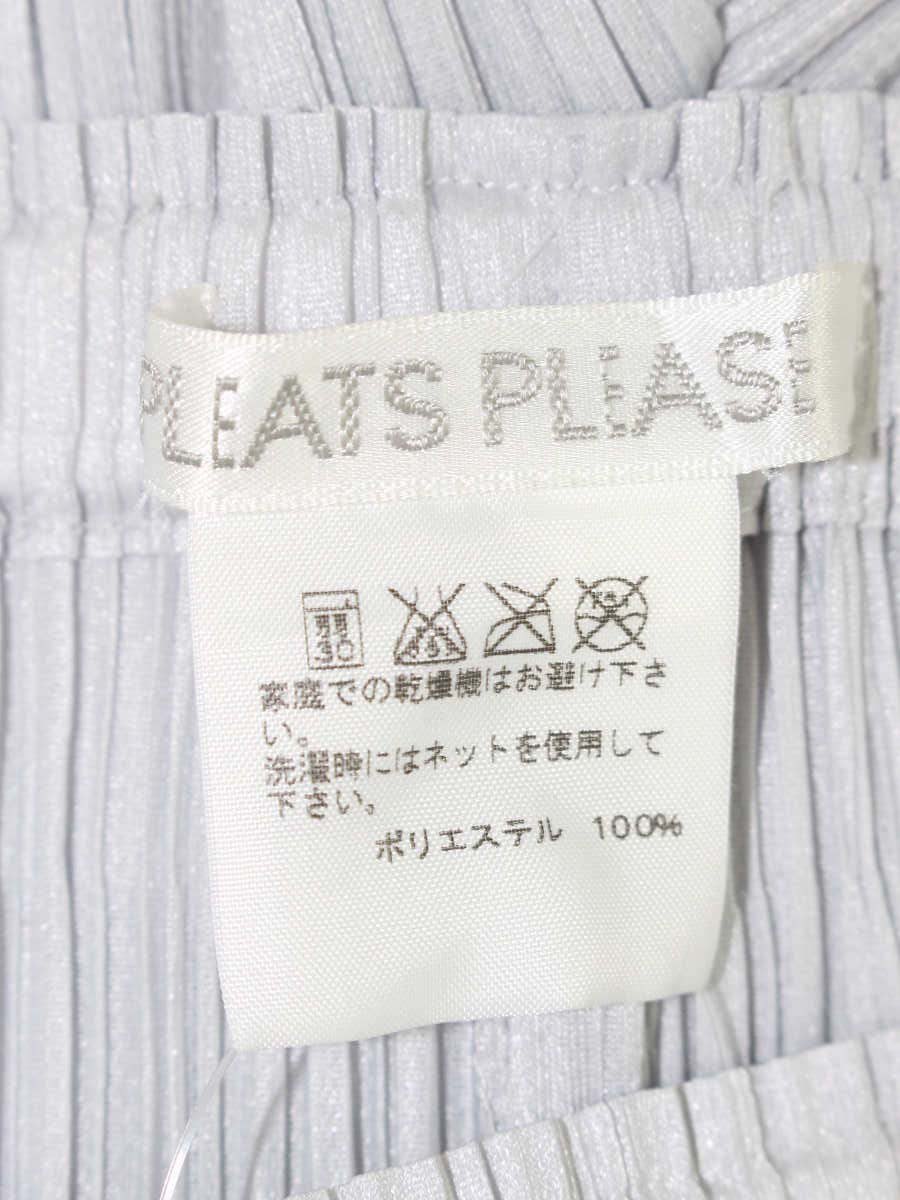 PLEATS PLEASE
30
家庭での乾燥機はお避け下さ
い。
洗濯時にはネットを使用して
下さい。
ポリエステル 100%